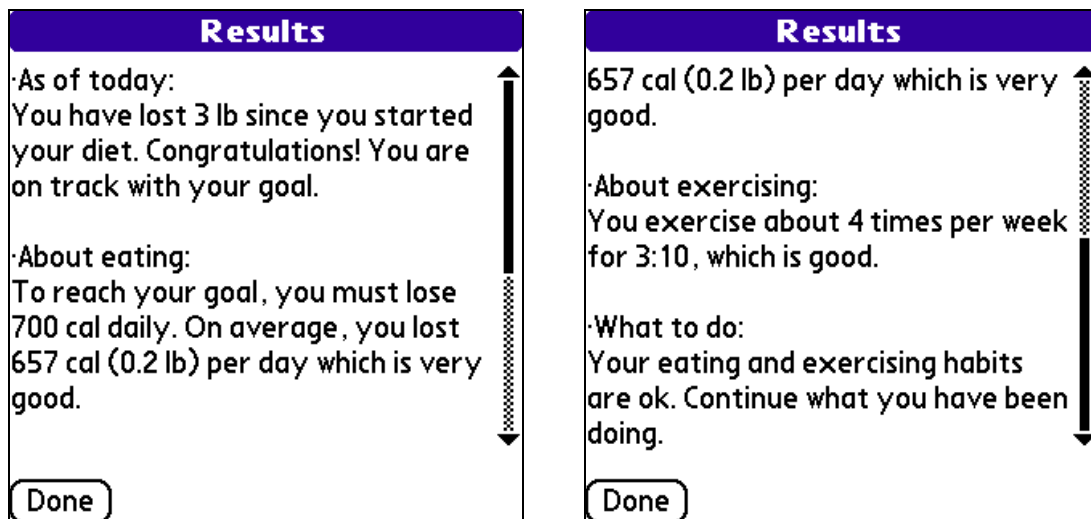 Results
·As of today:
You have lost 3 lb since you started
your diet. Congratulations! You are
on track with your goal.
·About eating:
To reach your goal, you must lose
700 cal daily. On average, you lost
657 cal (0.2 lb) per day which is very
good.
Done
Results
657 cal (0.2 lb) per day which is very
good.
·About exercising:
You exercise about 4 times per week
for 3:10, which is good.
·What to do:
Your eating and exercising habits
are ok. Continue what you have been
doing.
Done